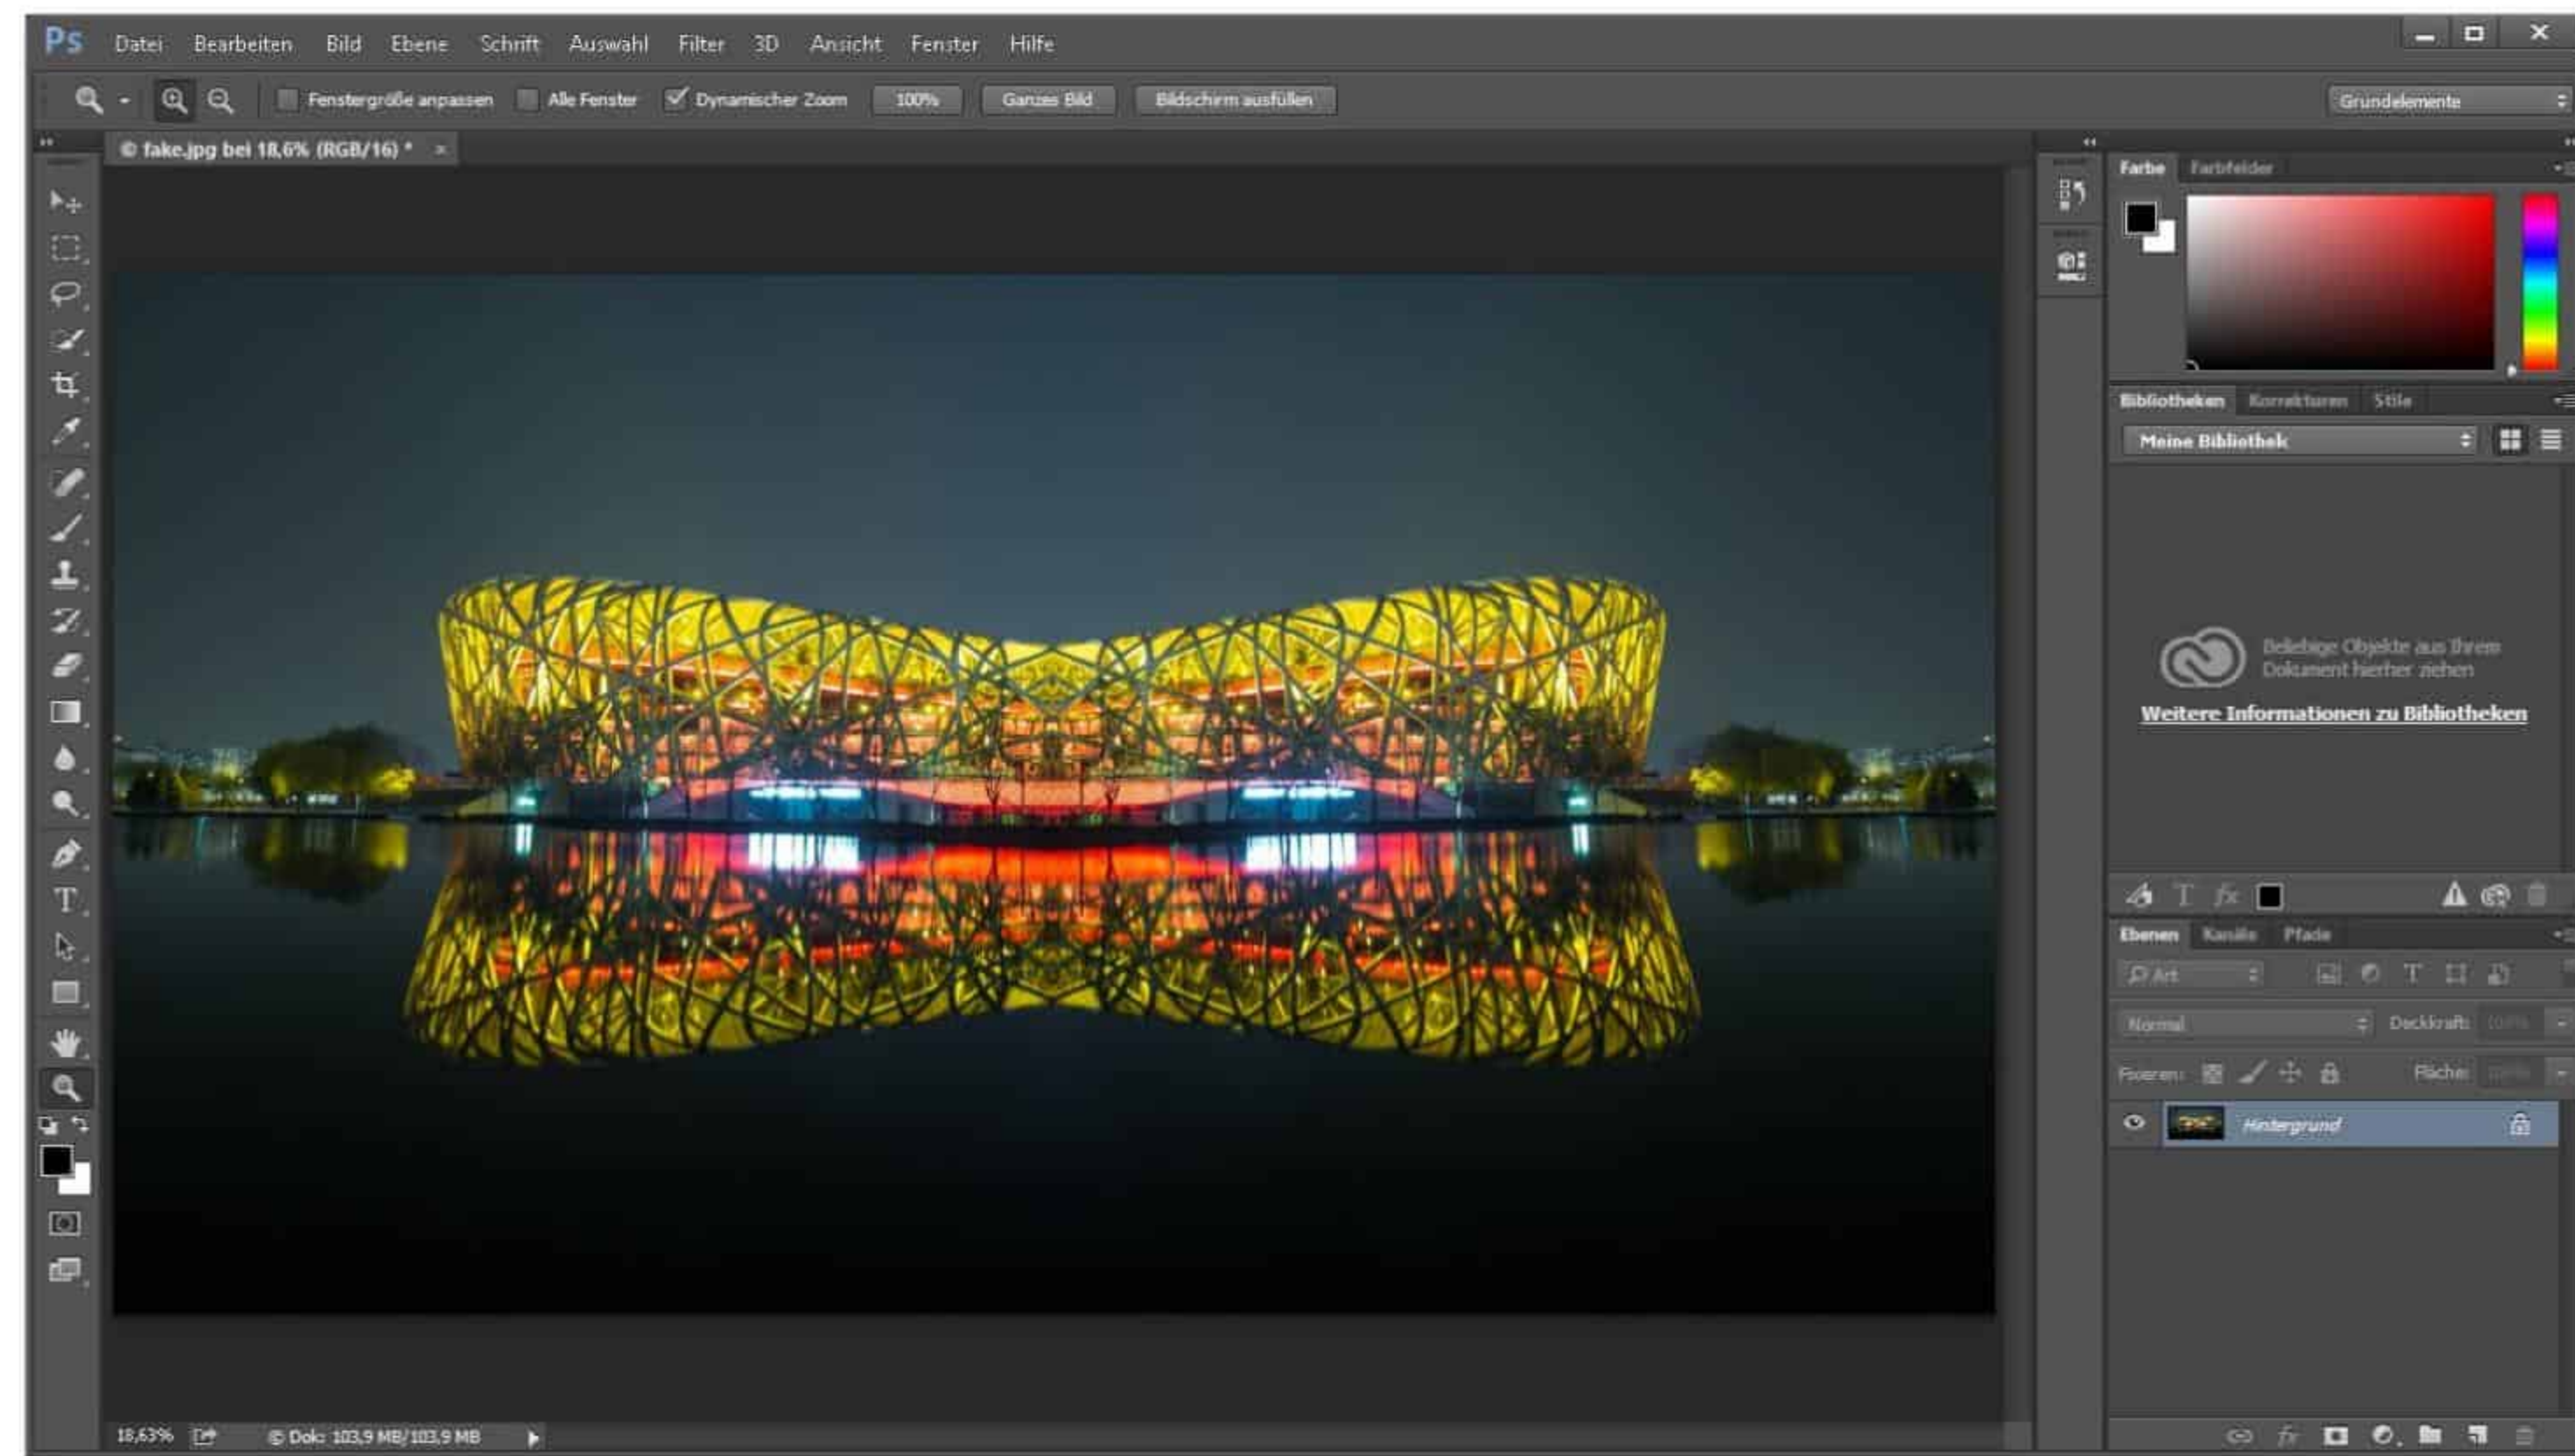 Ps Datei Bearbeiten Bild Ebene Schrift Auswahl Filter 3D Ansicht Fenster Hilfe
Fenstergröße anpassen Alle Fenster Dynamischer Zoom 100% Ganzes Bild Bildschirm ausfüllen Grundelemente
© fake.jpg bei 18,6% (RGB/16) * ×
Farbe Farbfelder
Bibliotheken Korrekturen Stile
Meine Bibliothek
Beliebige Objekte aus Ihrem
Dokument hierher ziehen
Weitere Informationen zu Bibliotheken
T fx
Ebenen Kanäle Pfade
Art T
Normal Deckkraft: 100%
Fixieren: Fläche:
Hintergrund
T
18,63% © Dok: 103,9 MB/103,9 MB
fx